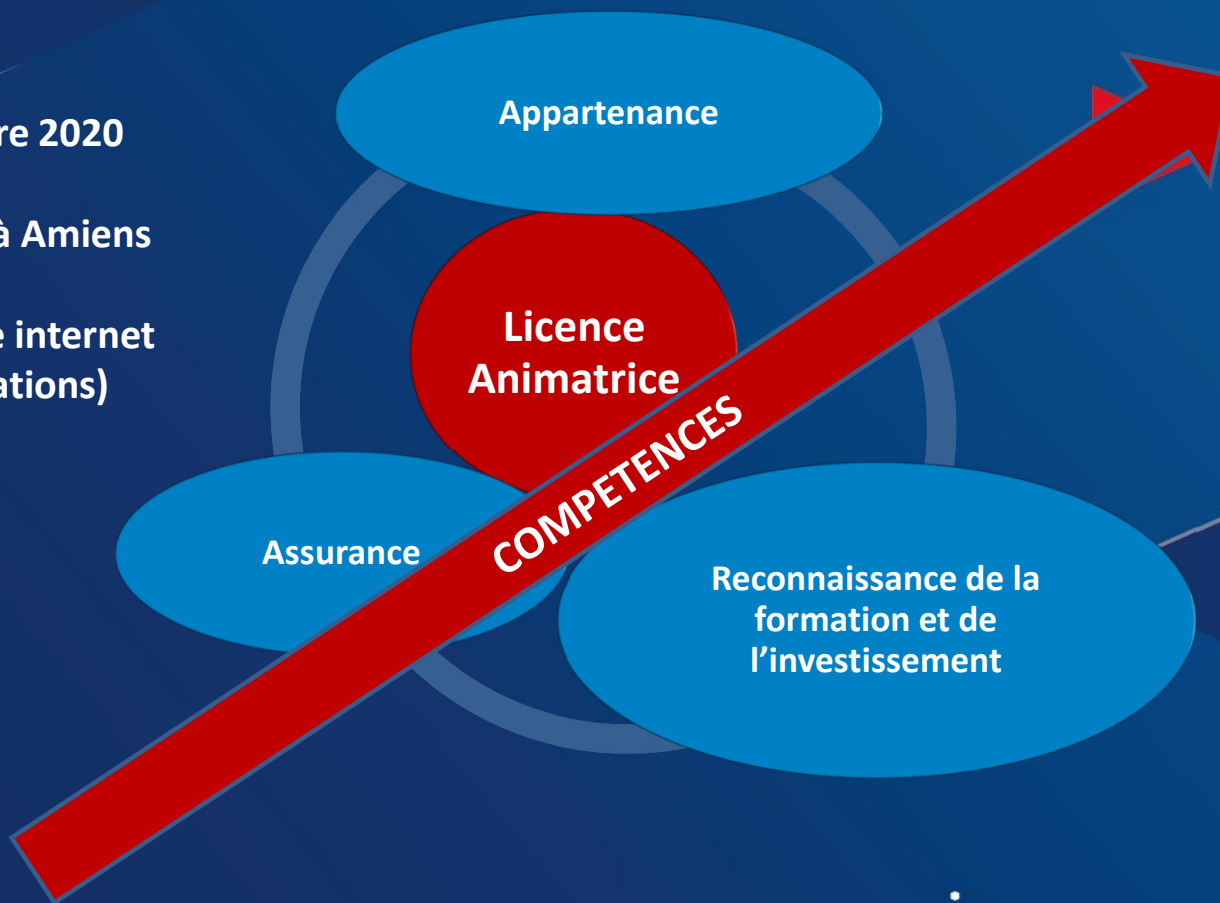 re 2020
à Amiens
e internet
ations)
Appartenance
Licence
Animatrice
COMPETENCES
Assurance
Reconnaissance de la
formation et de
l’investissement